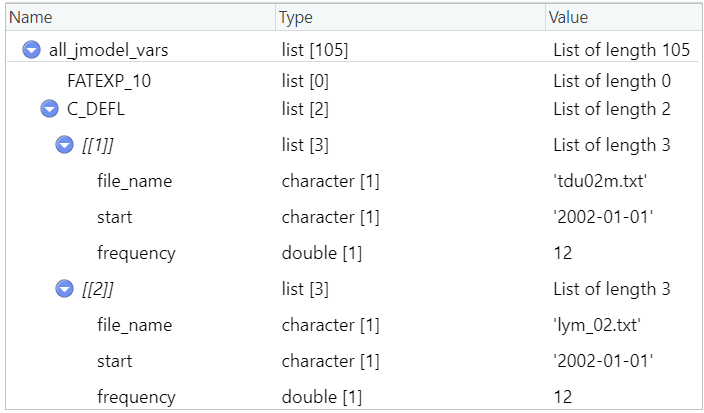 Name Type Value
all_jmodel_vars list [105] List of length 105
FATEXP_10 list [0] List of length 0
C_DEFL list [2] List of length 2
[[1]] list [3] List of length 3
file_name character [1] 'tdu02m.txt'
start character [1] '2002-01-01'
frequency double [1] 12
[[2]] list [3] List of length 3
file_name character [1] 'lym_02.txt'
start character [1] '2002-01-01'
frequency double [1] 12